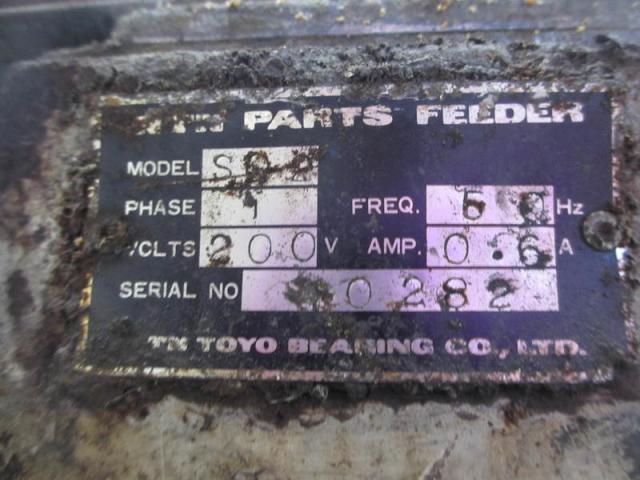 PARTS FEEDER
MODEL
PHASE 1 FREQ. Hz
VOLTS 200 V AMP. 0.6 A
SERIAL NO 0282
TOYO BEARING CO., LTD.